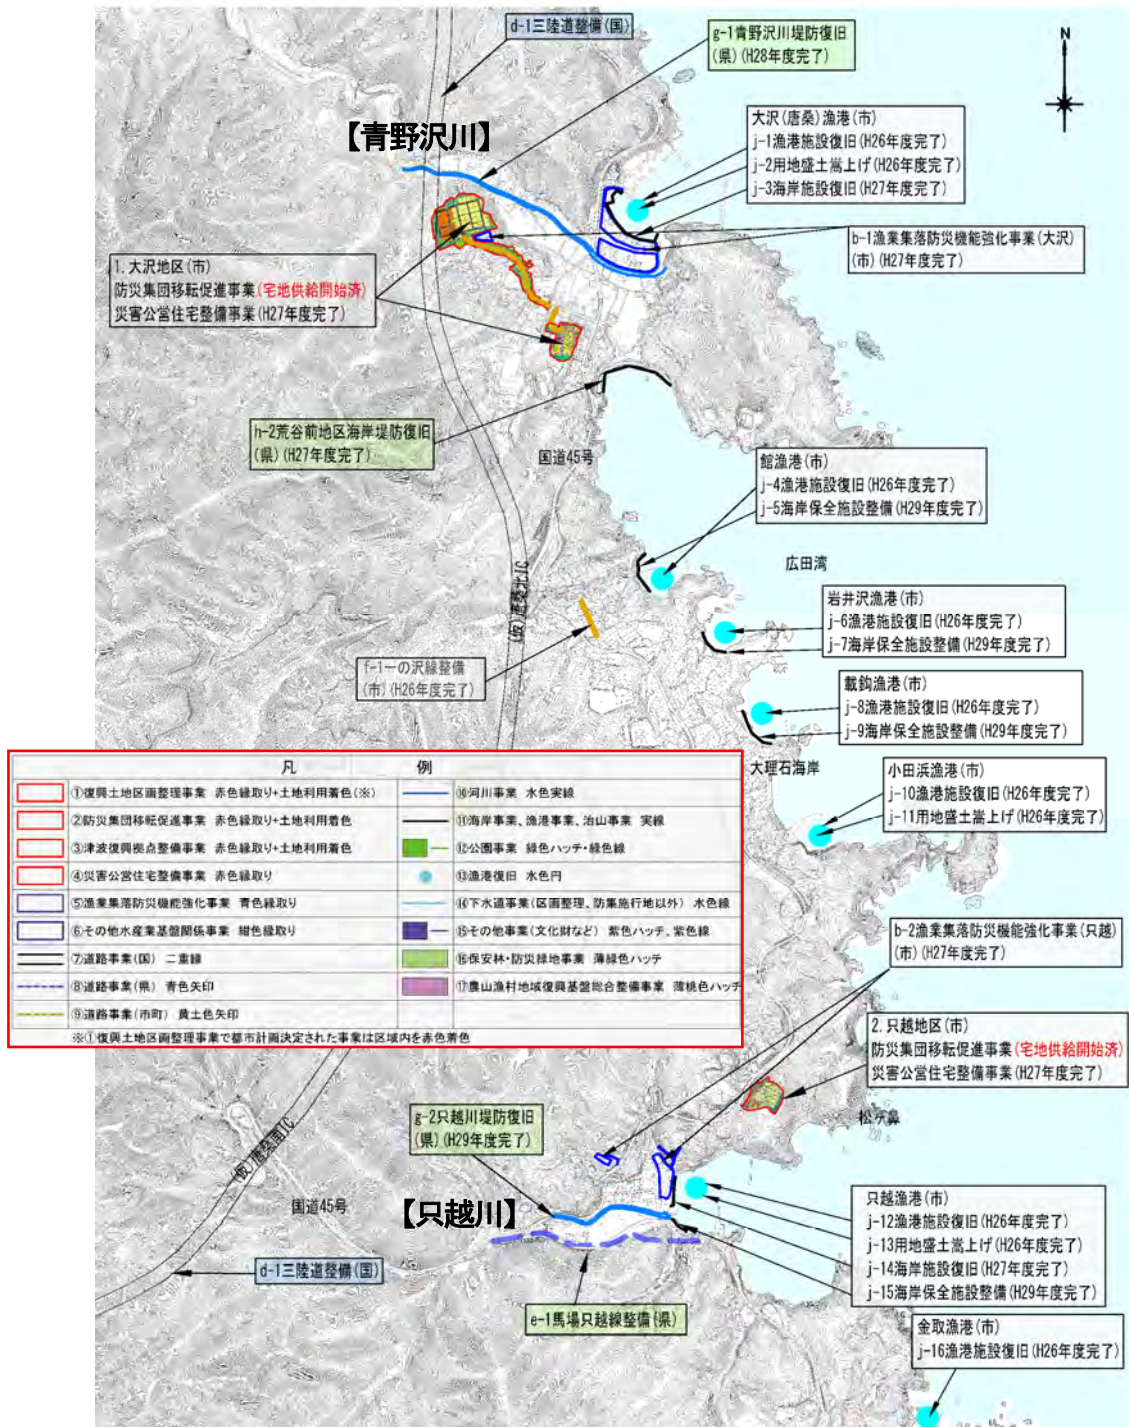 d-1三陸道整備(国)
g-1青野沢川堤防復旧
(県)(H28年度完了)
N
【青野沢川】
大沢(唐桑)漁港(市)
j-1漁港施設復旧(H26年度完了)
j-2用地盛土嵩上げ(H26年度完了)
j-3海岸施設復旧(H27年度完了)
b-1漁業集落防災機能強化事業(大沢)
(市)(H27年度完了)
1. 大沢地区(市)
防災集団移転促進事業(宅地供給開始済)
災害公営住宅整備事業(H27年度完了)
h-2荒谷前地区海岸堤防復旧
(県)(H27年度完了)
国道45号
館漁港(市)
j-4漁港施設復旧(H26年度完了)
j-5海岸保全施設整備(H29年度完了)
広田湾
(仮)唐桑北IC
岩井沢漁港(市)
j-6漁港施設復旧(H26年度完了)
j-7海岸保全施設整備(H29年度完了)
f-1一の沢線整備
(市)(H26年度完了)
載鈎漁港(市)
j-8漁港施設復旧(H26年度完了)
j-9海岸保全施設整備(H29年度完了)
大理石海岸
小田浜漁港(市)
j-10漁港施設復旧(H26年度完了)
j-11用地盛土嵩上げ(H26年度完了)
凡 例
①復興土地区画整理事業 赤色縁取り+土地利用着色(※)
②防災集団移転促進事業 赤色縁取り+土地利用着色
③津波復興拠点整備事業 赤色縁取り+土地利用着色
④災害公営住宅整備事業 赤色縁取り
⑤漁業集落防災機能強化事業 青色縁取り
⑥その他水産業基盤関係事業 紺色縁取り
⑦道路事業(国) 二重線
⑧道路事業(県) 青色矢印
⑨道路事業(市町) 黄土色矢印
⑩河川事業 水色実線
⑪海岸事業、漁港事業、治山事業 実線
⑫公園事業 緑色ハッチ・緑色線
⑬漁港復旧 水色円
⑭下水道事業(区画整理、防集施行地以外) 水色線
⑮その他事業(文化財など) 紫色ハッチ、紫色線
⑯保安林・防災緑地事業 薄緑色ハッチ
⑰農山漁村地域復興基盤総合整備事業 薄桃色ハッチ
※①復興土地区画整理事業で都市計画決定された事業は区域内を赤色着色
b-2漁業集落防災機能強化事業(只越)
(市)(H27年度完了)
2. 只越地区(市)
防災集団移転促進事業(宅地供給開始済)
災害公営住宅整備事業(H27年度完了)
松ヶ鼻
g-2只越川堤防復旧
(県)(H29年度完了)
(仮)唐桑南IC
国道45号
【只越川】
只越漁港(市)
j-12漁港施設復旧(H26年度完了)
j-13用地盛土嵩上げ(H26年度完了)
j-14海岸施設復旧(H27年度完了)
j-15海岸保全施設整備(H29年度完了)
d-1三陸道整備(国)
e-1馬場只越線整備(県)
金取漁港(市)
j-16漁港施設復旧(H26年度完了)